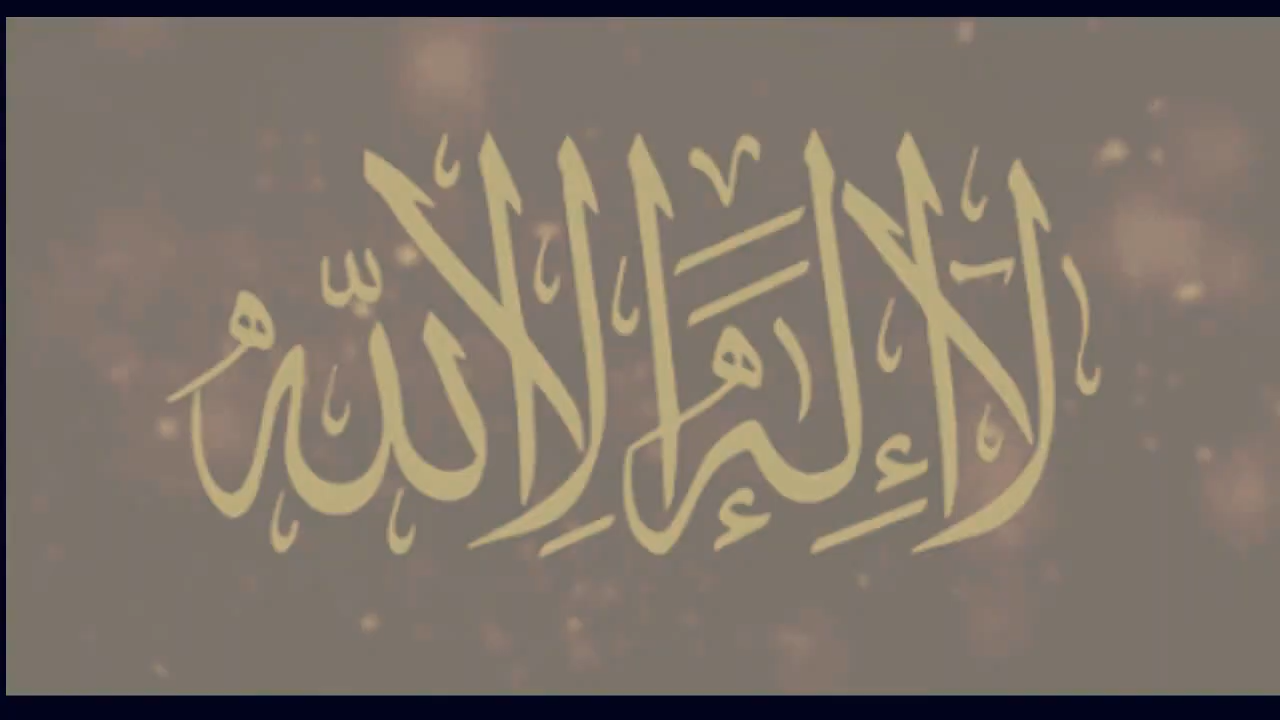 لَا إِلٰهَ إِلَّا اللّٰهُ